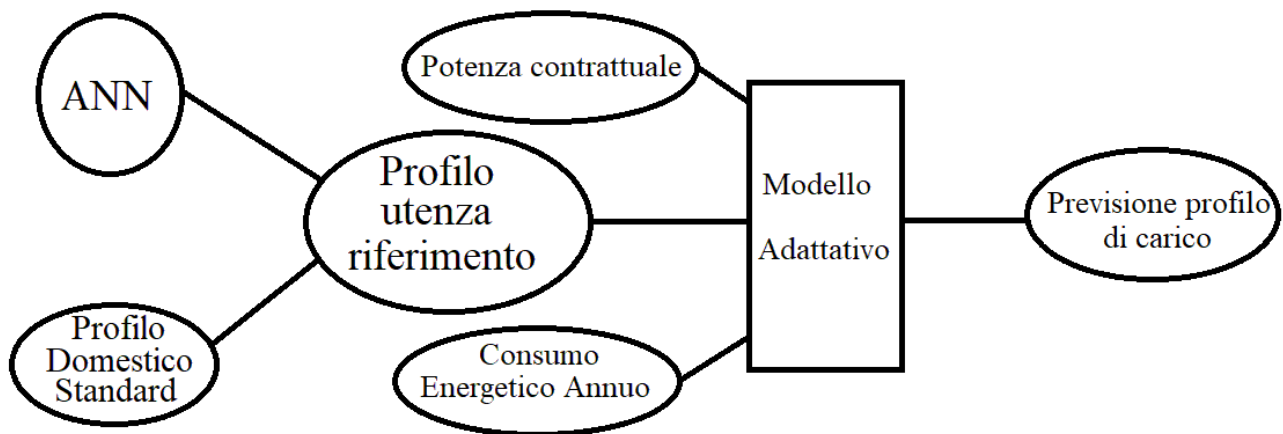 ANN
Profilo
Domestico
Standard
Profilo
utenza
riferimento
Potenza contrattuale
Consumo
Energetico Annuo
Modello
Adattativo
Previsione profilo
di carico